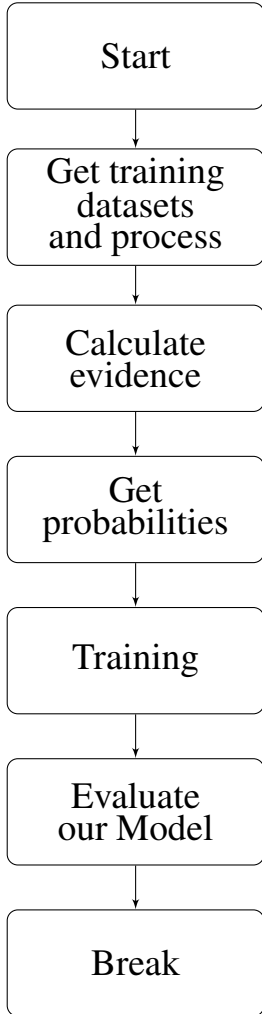 Start
Get training
datasets
and process
Calculate
evidence
Get
probabilities
Training
Evaluate
our Model
Break